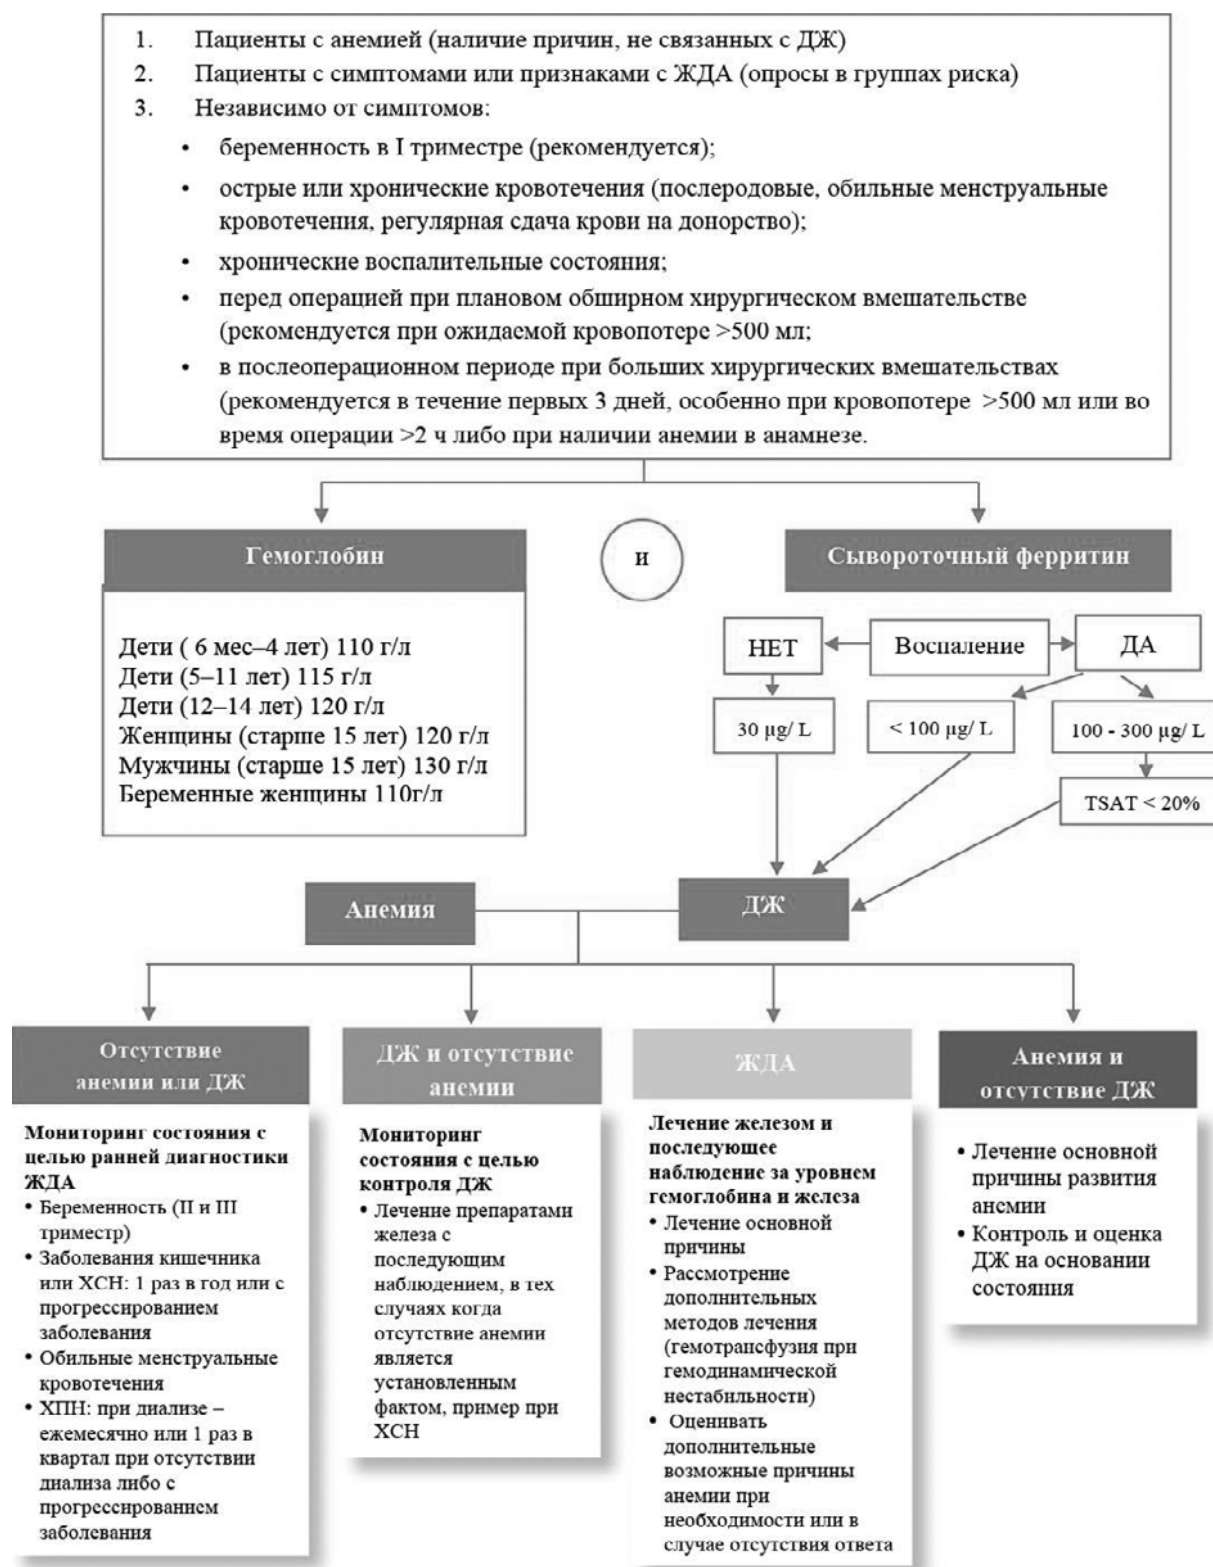 1. Пациенты с анемией (наличие причин, не связанных с ДЖ)
2. Пациенты с симптомами или признаками с ЖДА (опросы в группах риска)
3. Независимо от симптомов:
• беременность в I триместре (рекомендуется);
• острые или хронические кровотечения (послеродовые, обильные менструальные
кровотечения, регулярная сдача крови на донорство);
• хронические воспалительные состояния;
• перед операцией при плановом обширном хирургическом вмешательстве
(рекомендуется при ожидаемой кровопотере >500 мл;
• в послеоперационном периоде при больших хирургических вмешательствах
(рекомендуется в течение первых 3 дней, особенно при кровопотере >500 мл или во
время операции >2 ч либо при наличии анемии в анамнезе.
Гемоглобин
и
Сывороточный ферритин
Дети ( 6 мес–4 лет) 110 г/л
Дети (5–11 лет) 115 г/л
Дети (12–14 лет) 120 г/л
Женщины (старше 15 лет) 120 г/л
Мужчины (старше 15 лет) 130 г/л
Беременные женщины 110г/л
НЕТ
Воспаление
ДА
30 µg/ L
< 100 µg/ L
100 - 300 µg/ L
TSAT < 20%
Анемия
ДЖ
Отсутствие
анемии или ДЖ
Мониторинг состояния с
целью ранней диагностики
ЖДА
• Беременность (II и III
триместр)
• Заболевания кишечника
или ХСН: 1 раз в год или с
прогрессированием
заболевания
• Обильные менструальные
кровотечения
• ХПН: при диализе –
ежемесячно или 1 раз в
квартал при отсутствии
диализа либо с
прогрессированием
заболевания
ДЖ и отсутствие
анемии
Мониторинг
состояния с целью
контроля ДЖ
• Лечение препаратами
железа с
последующим
наблюдением, в тех
случаях когда
отсутствие анемии
является
установленным
фактом, пример при
ХСН
ЖДА
Лечение железом и
последующее
наблюдение за уровнем
гемоглобина и железа
• Лечение основной
причины
• Рассмотрение
дополнительных
методов лечения
(гемотрансфузия при
гемодинамической
нестабильности)
• Оценивать
дополнительные
возможные причины
анемии при
необходимости или в
случае отсутствия ответа
Анемия и
отсутствие ДЖ
• Лечение основной
причины развития
анемии
• Контроль и оценка
ДЖ на основании
состояния